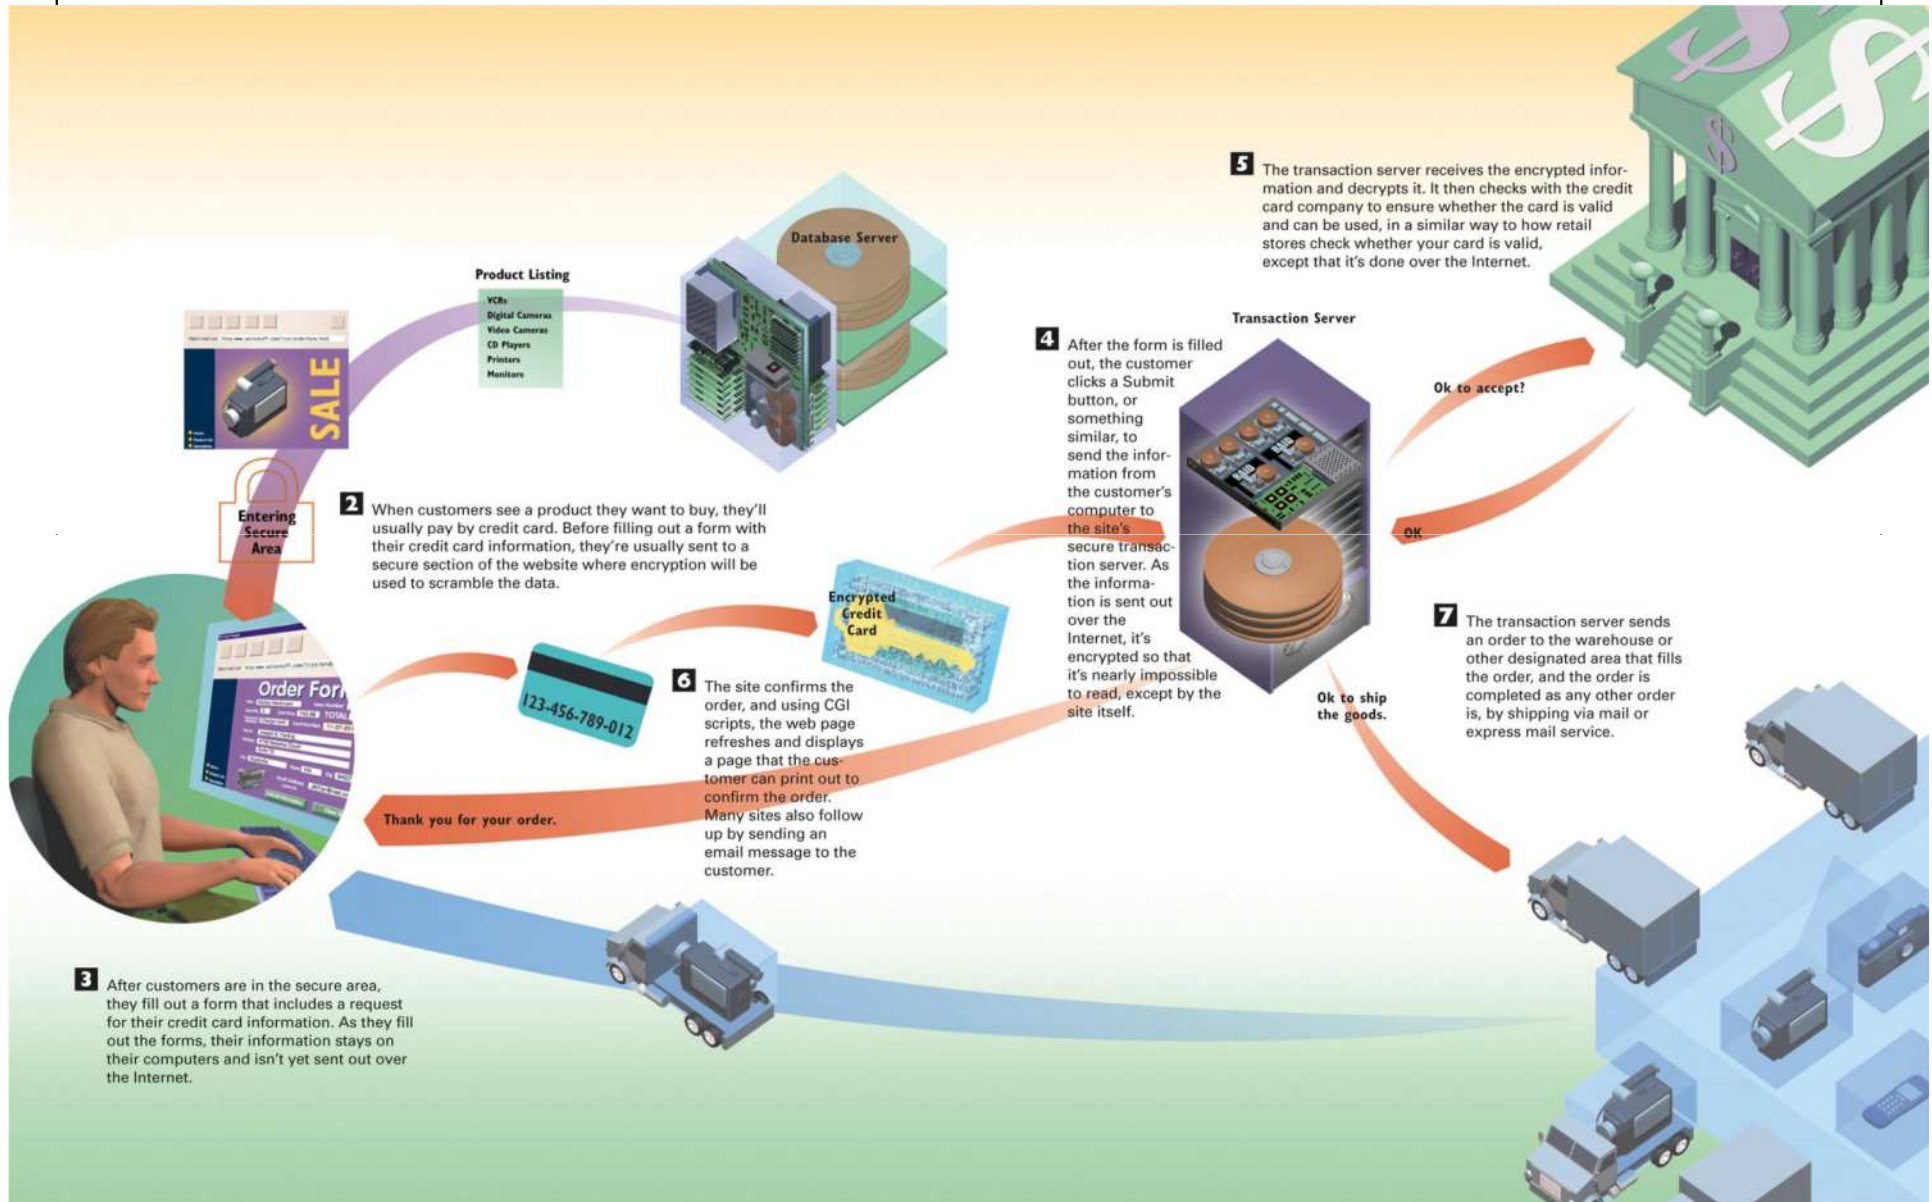 Product Listing
VCRs
Digital Cameras
Video Cameras
CD Players
Printers
Monitors
Database Server
SALE
Entering
Secure
Area
2
When customers see a product they want to buy, they'll
usually pay by credit card. Before filling out a form with
their credit card information, they're usually sent to a
secure section of the website where encryption will be
used to scramble the data.
Order For
TOTAL
123-456-789-012
Encrypted
Credit
Card
3
After customers are in the secure area,
they fill out a form that includes a request
for their credit card information. As they fill
out the forms, their information stays on
their computers and isn't yet sent out over
the Internet.
4
After the form is filled
out, the customer
clicks a Submit
button, or
something
similar, to
send the infor-
mation from
the customer's
computer to
the site's
secure transac-
tion server. As
the informa-
tion is sent out
over the
Internet, it's
encrypted so that
it's nearly impossible
to read, except by the
site itself.
Transaction Server
RAID
RAID
RAID
5
The transaction server receives the encrypted infor-
mation and decrypts it. It then checks with the credit
card company to ensure whether the card is valid
and can be used, in a similar way to how retail
stores check whether your card is valid,
except that it's done over the Internet.
$
$
$
Ok to accept?
OK
6
The site confirms the
order, and using CGI
scripts, the web page
refreshes and displays
a page that the cus-
tomer can print out to
confirm the order.
Many sites also follow
up by sending an
email message to the
customer.
Thank you for your order.
Ok to ship
the goods.
7
The transaction server sends
an order to the warehouse or
other designated area that fills
the order, and the order is
completed as any other order
is, by shipping via mail or
express mail service.